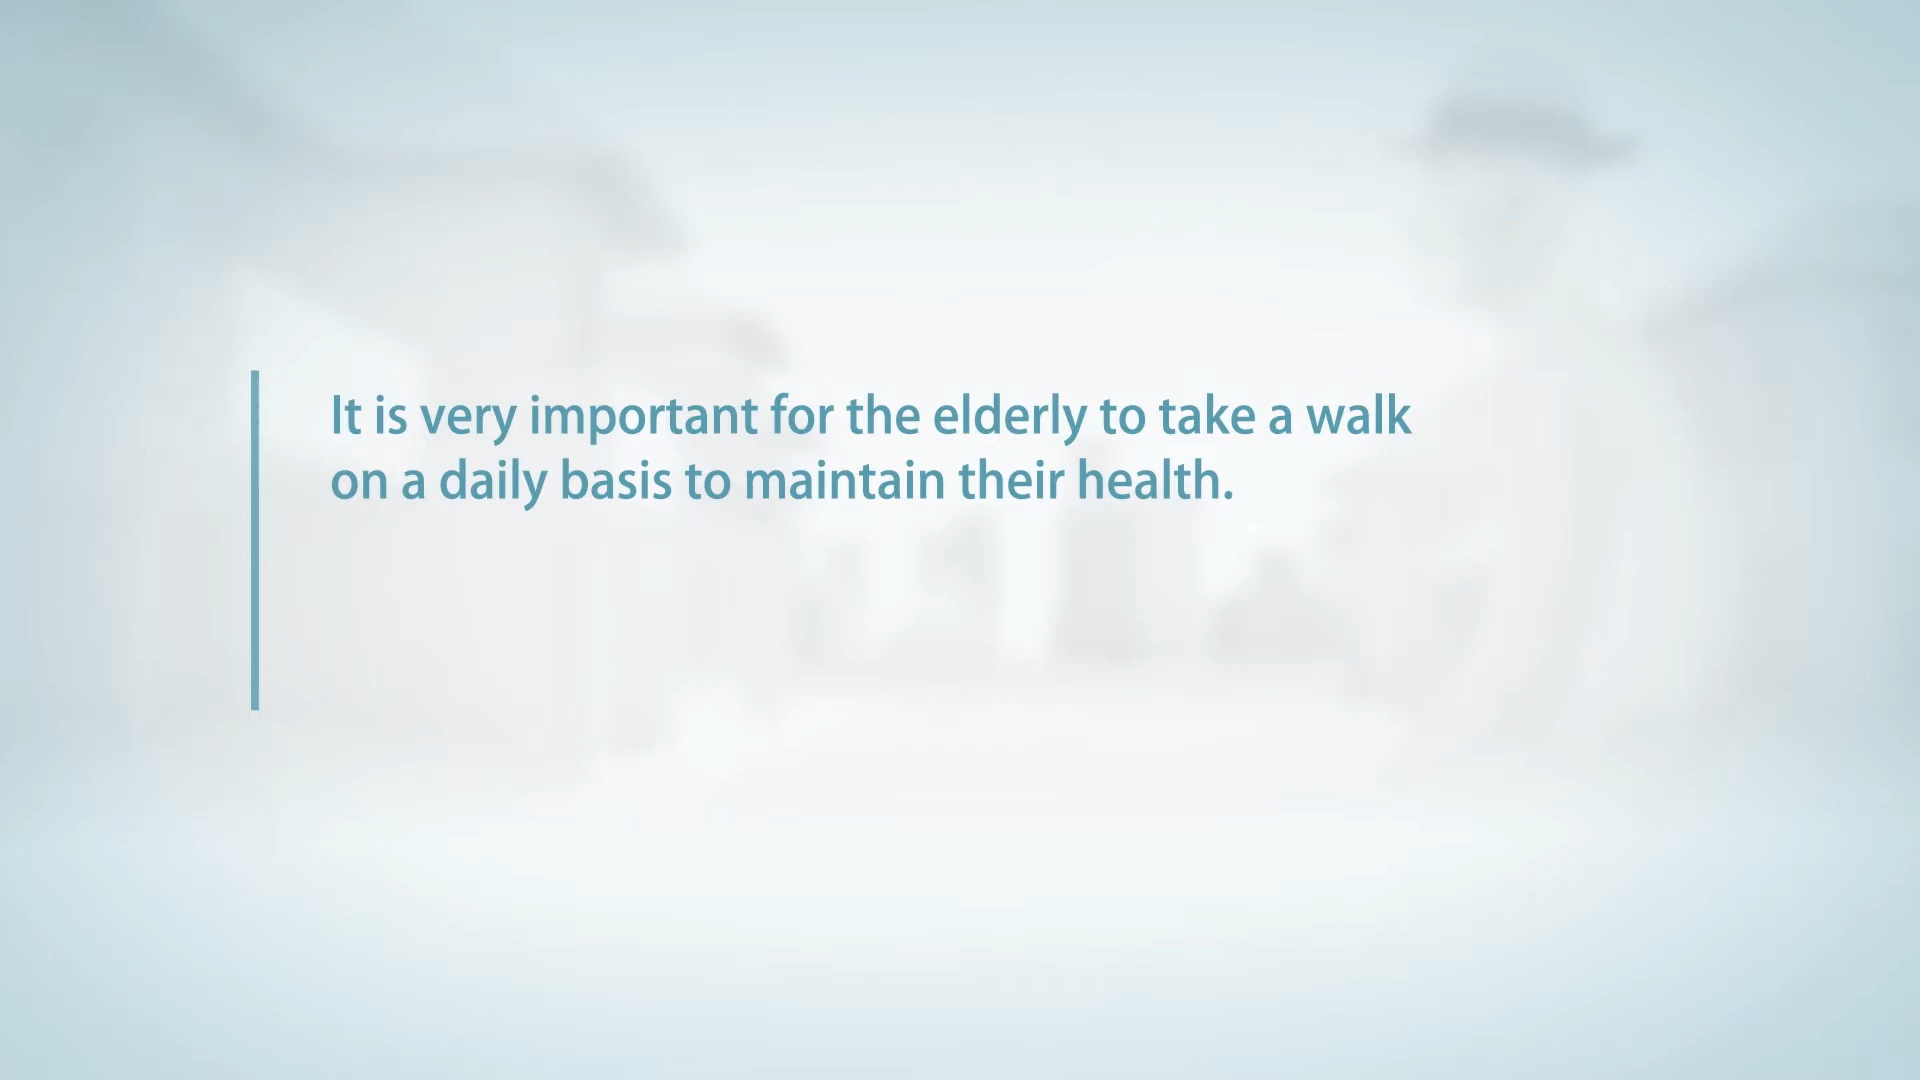 It is very important for the elderly to take a walk
on a daily basis to maintain their health.